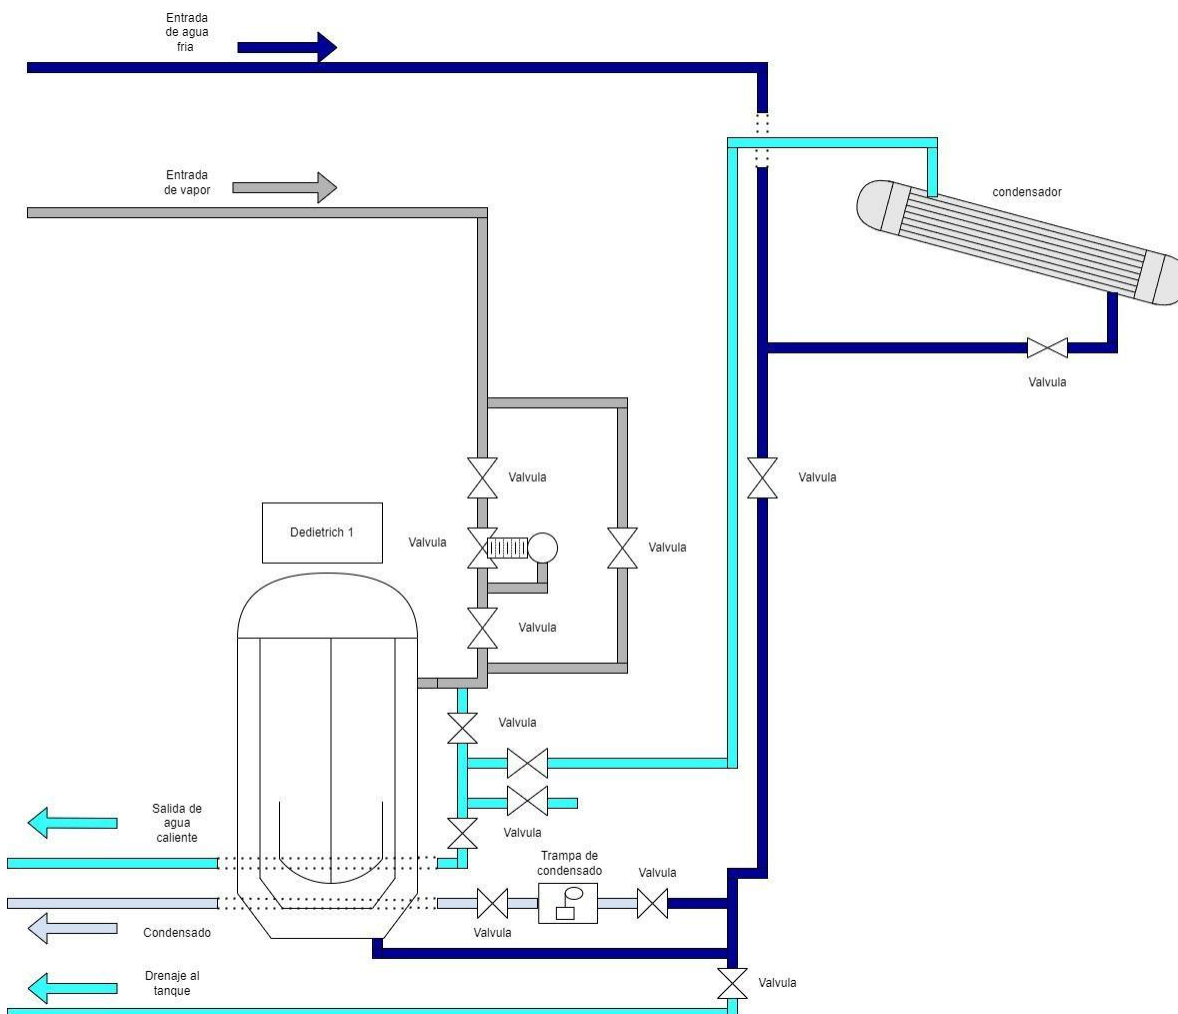 Entrada
de agua
fria
Entrada
de vapor
condensador
Valvula
Valvula
Valvula
Dedietrich 1
Valvula
Valvula
Valvula
Valvula
Salida de
agua
caliente
Valvula
Trampa de
condensado
Valvula
Valvula
Condensado
Drenaje al
tanque
Valvula